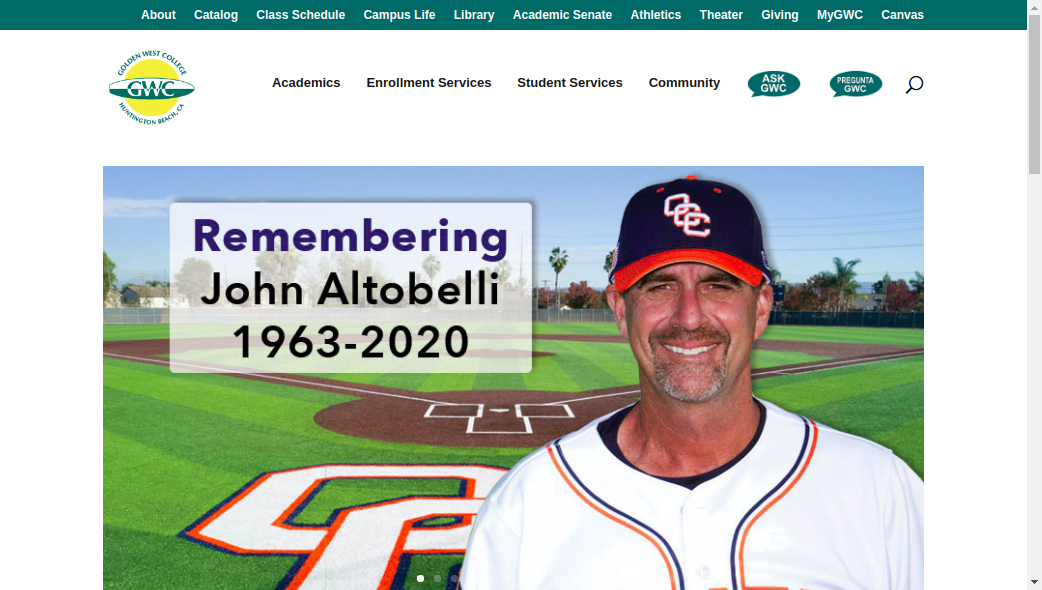 About Catalog Class Schedule Campus Life Library Academic Senate Athletics Theater Giving MyGWC Canvas
GOLDEN WEST COLLEGE
GWC
HUNTINGTON BEACH, CA
Academics Enrollment Services Student Services Community
ASK
GWC
PREGUNTA
GWC
Remembering
John Altobelli
1963-2020
OCC